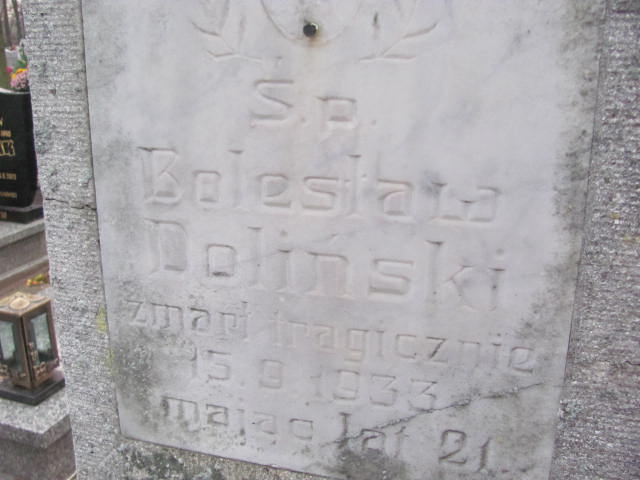 Ś.p.
Bolesław
Doliński
zmarł tragicznie
15.9.1933
mając lat 21.